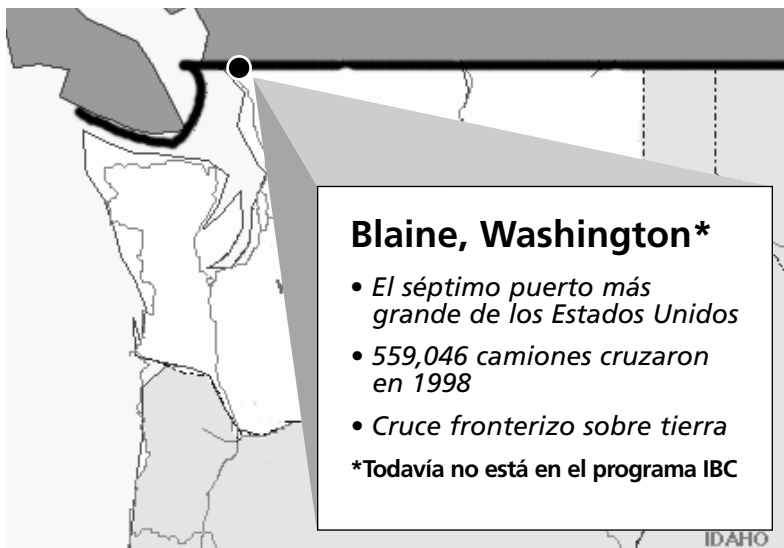 Blaine, Washington*
• El séptimo puerto más
grande de los Estados Unidos
• 559,046 camiones cruzaron
en 1998
• Cruce fronterizo sobre tierra
*Todavía no está en el programa IBC
IDAHO